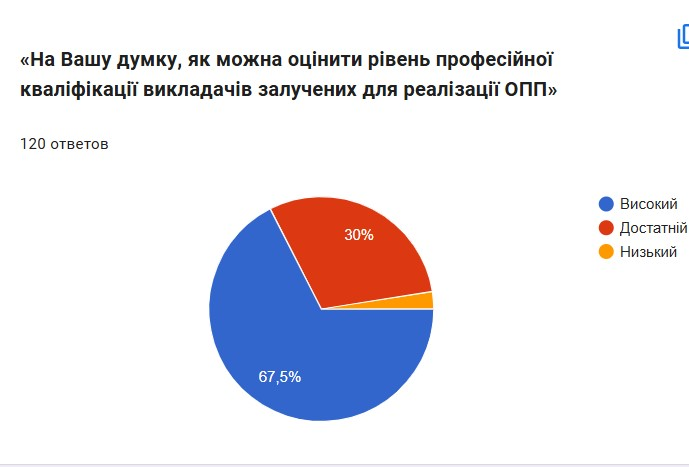 «На Вашу думку, як можна оцінити рівень професійної
кваліфікації викладачів залучених для реалізації ОПП»
120 ответов
Високий
Достатній
Низький
30%
67,5%